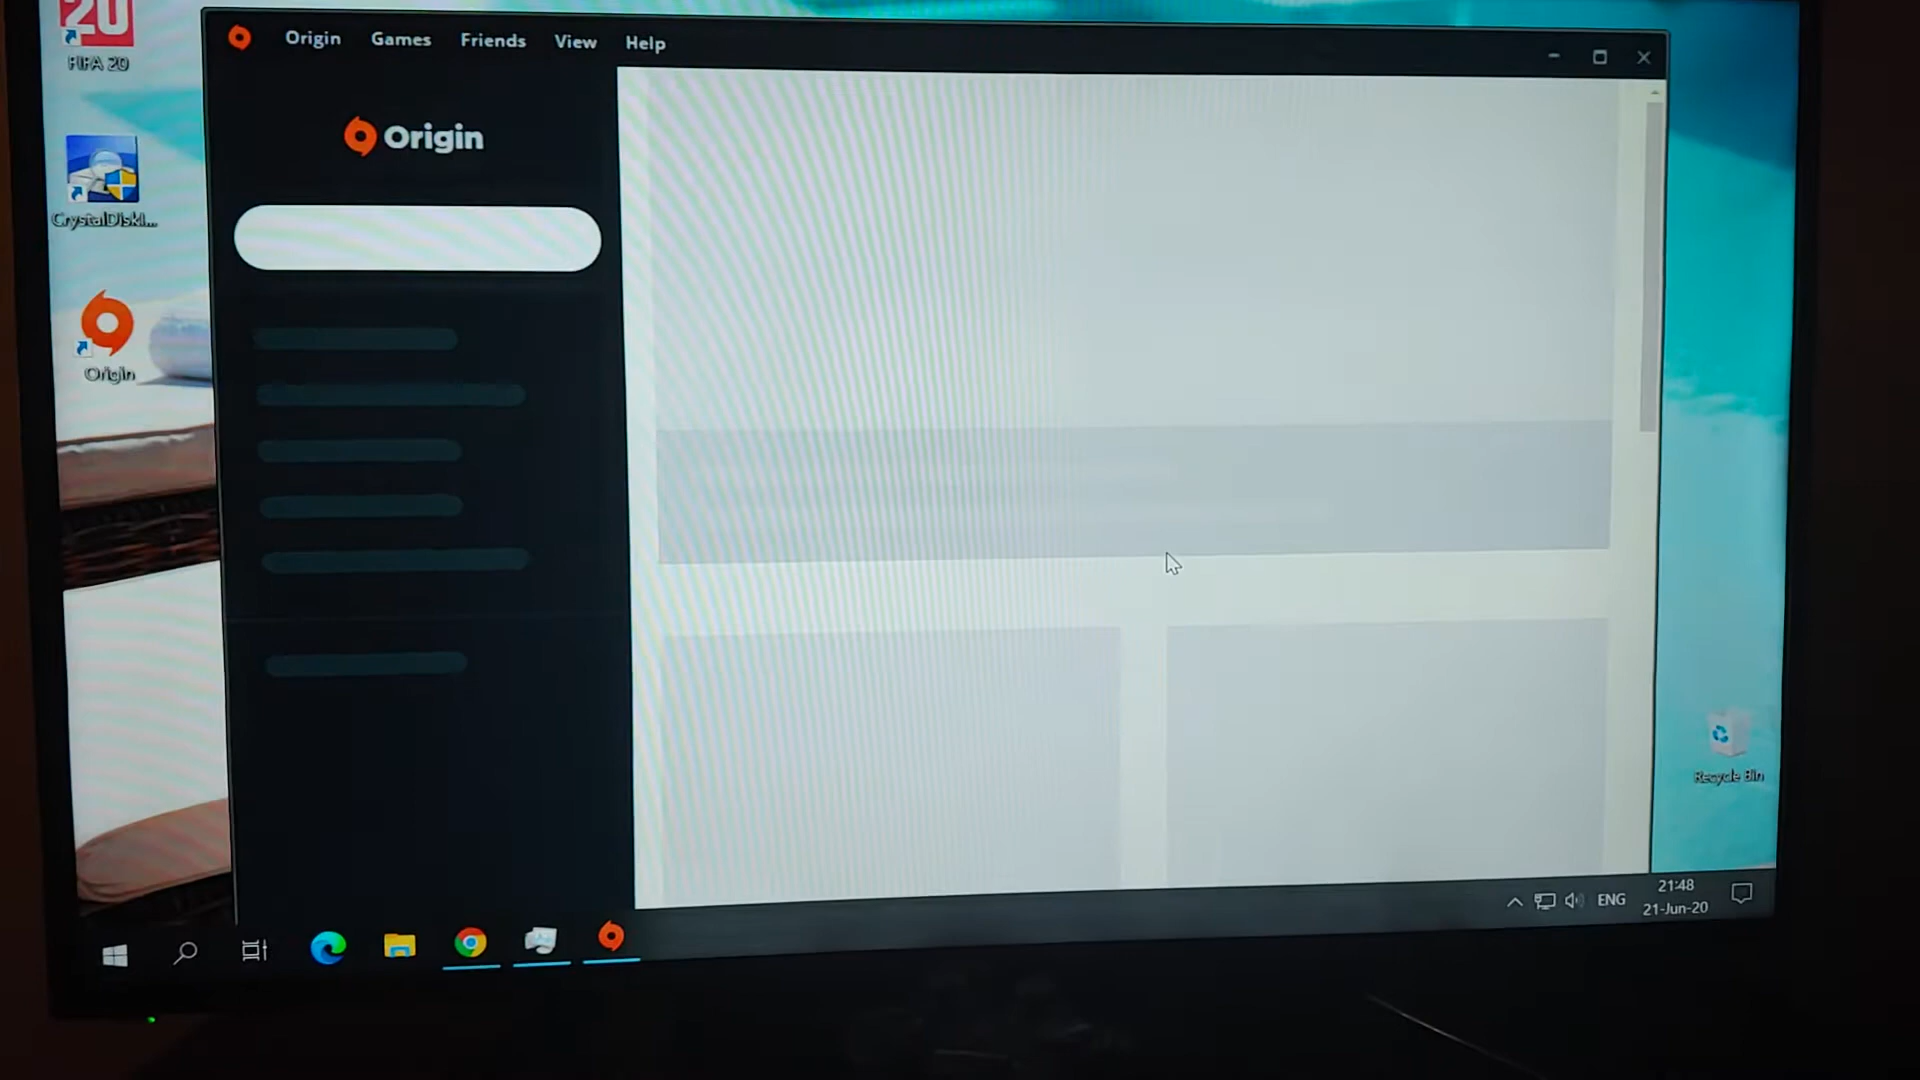 Origin Games Friends View Help
20
FIFA 20
Origin
CrystalDiskI...
Origin
Recycle Bin
ENG
21:48
21-Jun-20